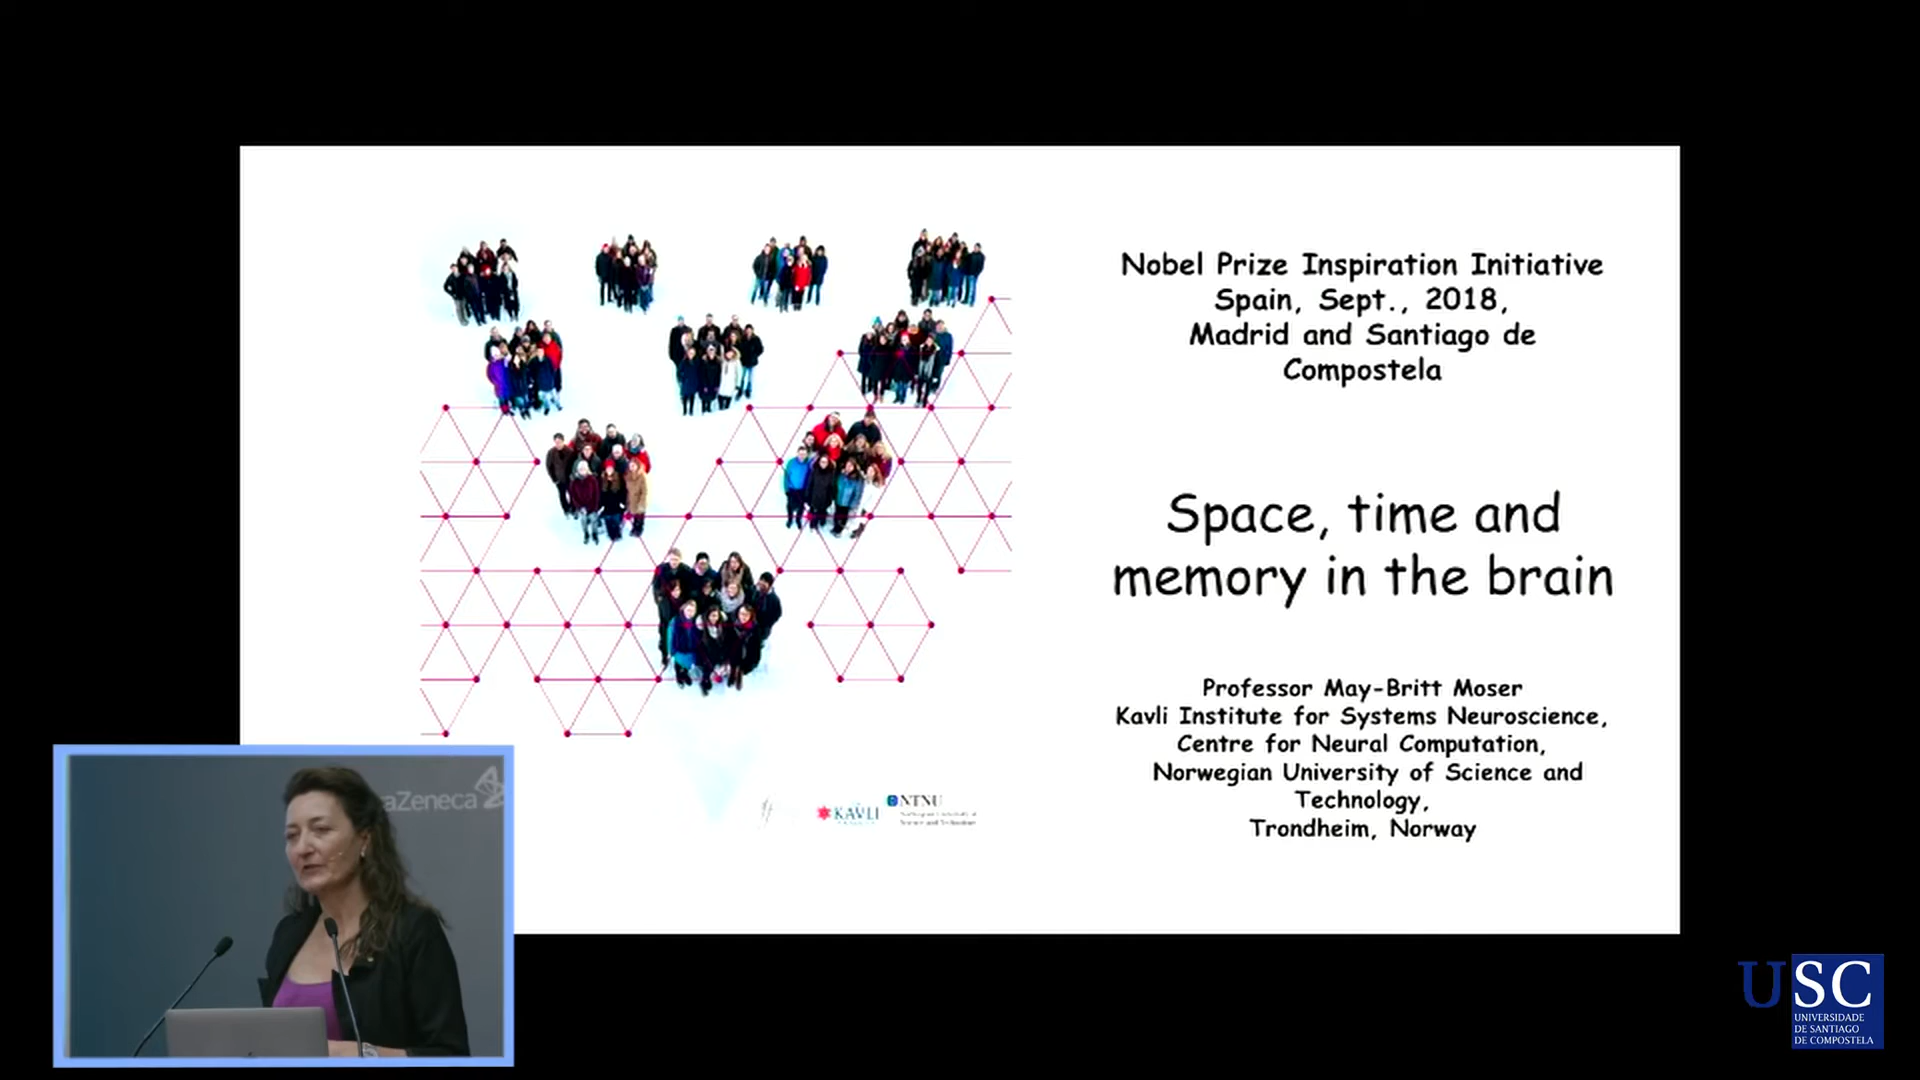 Nobel Prize Inspiration Initiative
Spain, Sept., 2018,
Madrid and Santiago de
Compostela
Space, time and
memory in the brain
Professor May-Britt Moser
Kavli Institute for Systems Neuroscience,
Centre for Neural Computation,
Norwegian University of Science and
Technology,
Trondheim, Norway
KAVLI
NTNU
aZeneca
USC
UNIVERSIDADE
DE SANTIAGO
DE COMPOSTELA